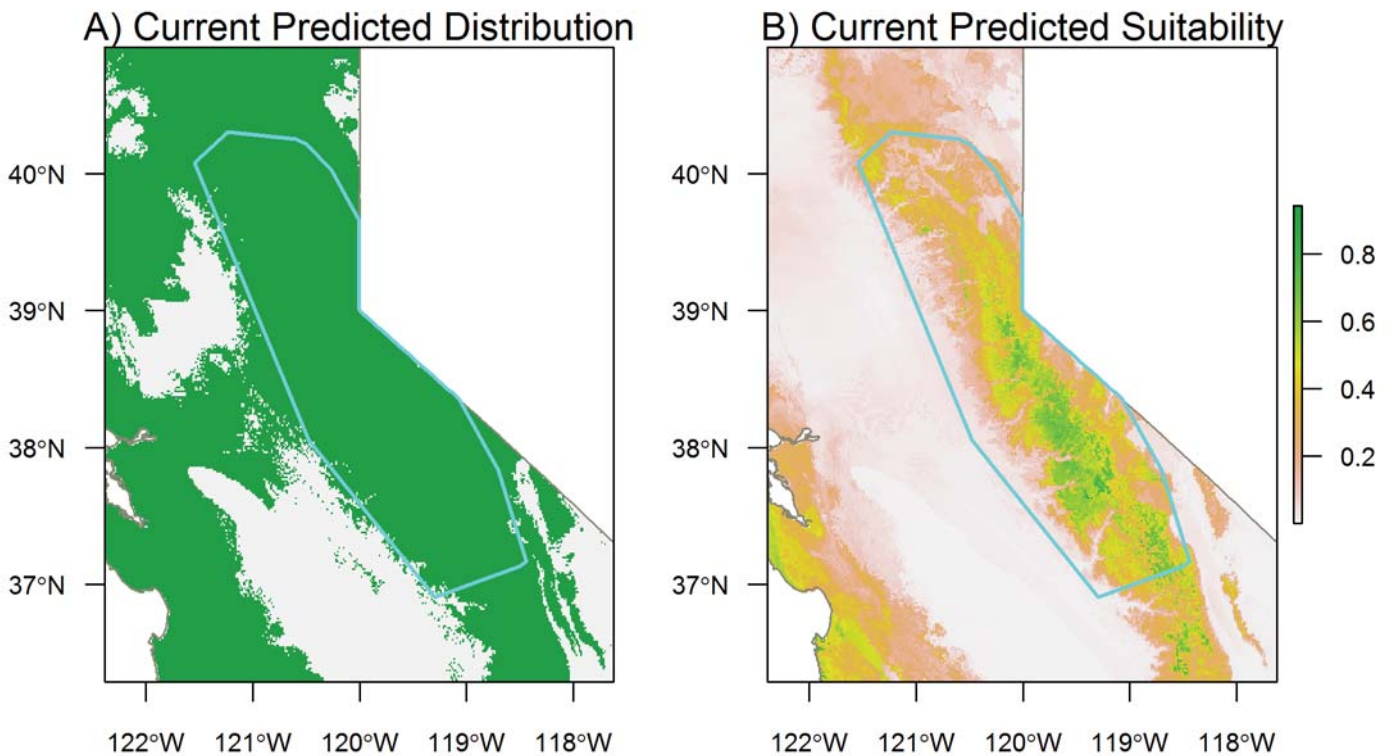 A) Current Predicted Distribution
40°N
39°N
38°N
37°N
122°W 121°W 120°W 119°W 118°W
B) Current Predicted Suitability
40°N
39°N
38°N
37°N
122°W 121°W 120°W 119°W 118°W
0.8
0.6
0.4
0.2